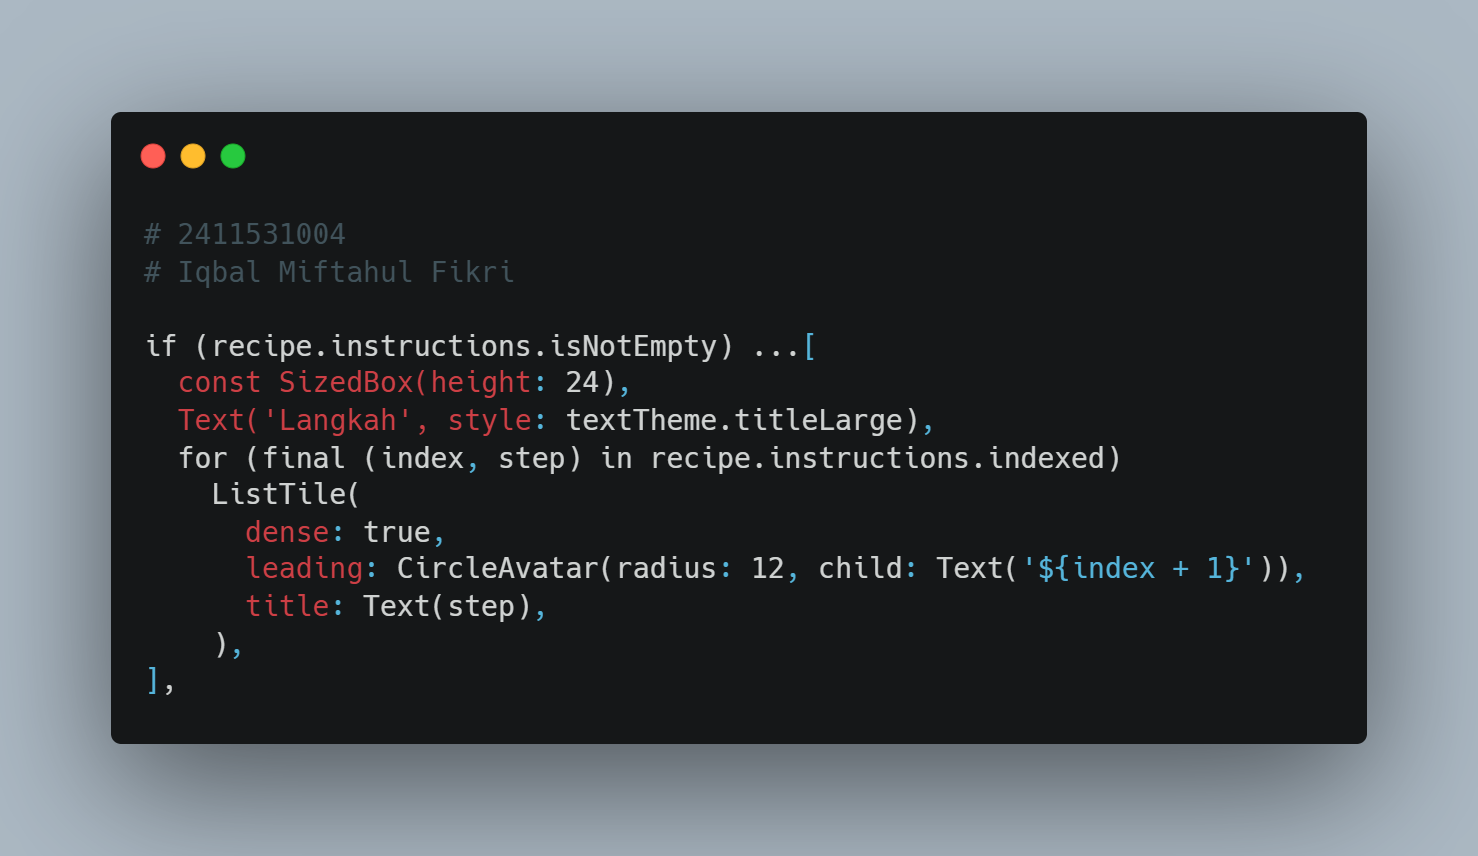 # 2411531004
# Iqbal Miftahul Fikri

if (recipe.instructions.isNotEmpty) ...[
  const SizedBox(height: 24),
  Text('Langkah', style: textTheme.titleLarge),
  for (final (index, step) in recipe.instructions.indexed)
    ListTile(
      dense: true,
      leading: CircleAvatar(radius: 12, child: Text('${index + 1}')),
      title: Text(step),
    ),
],